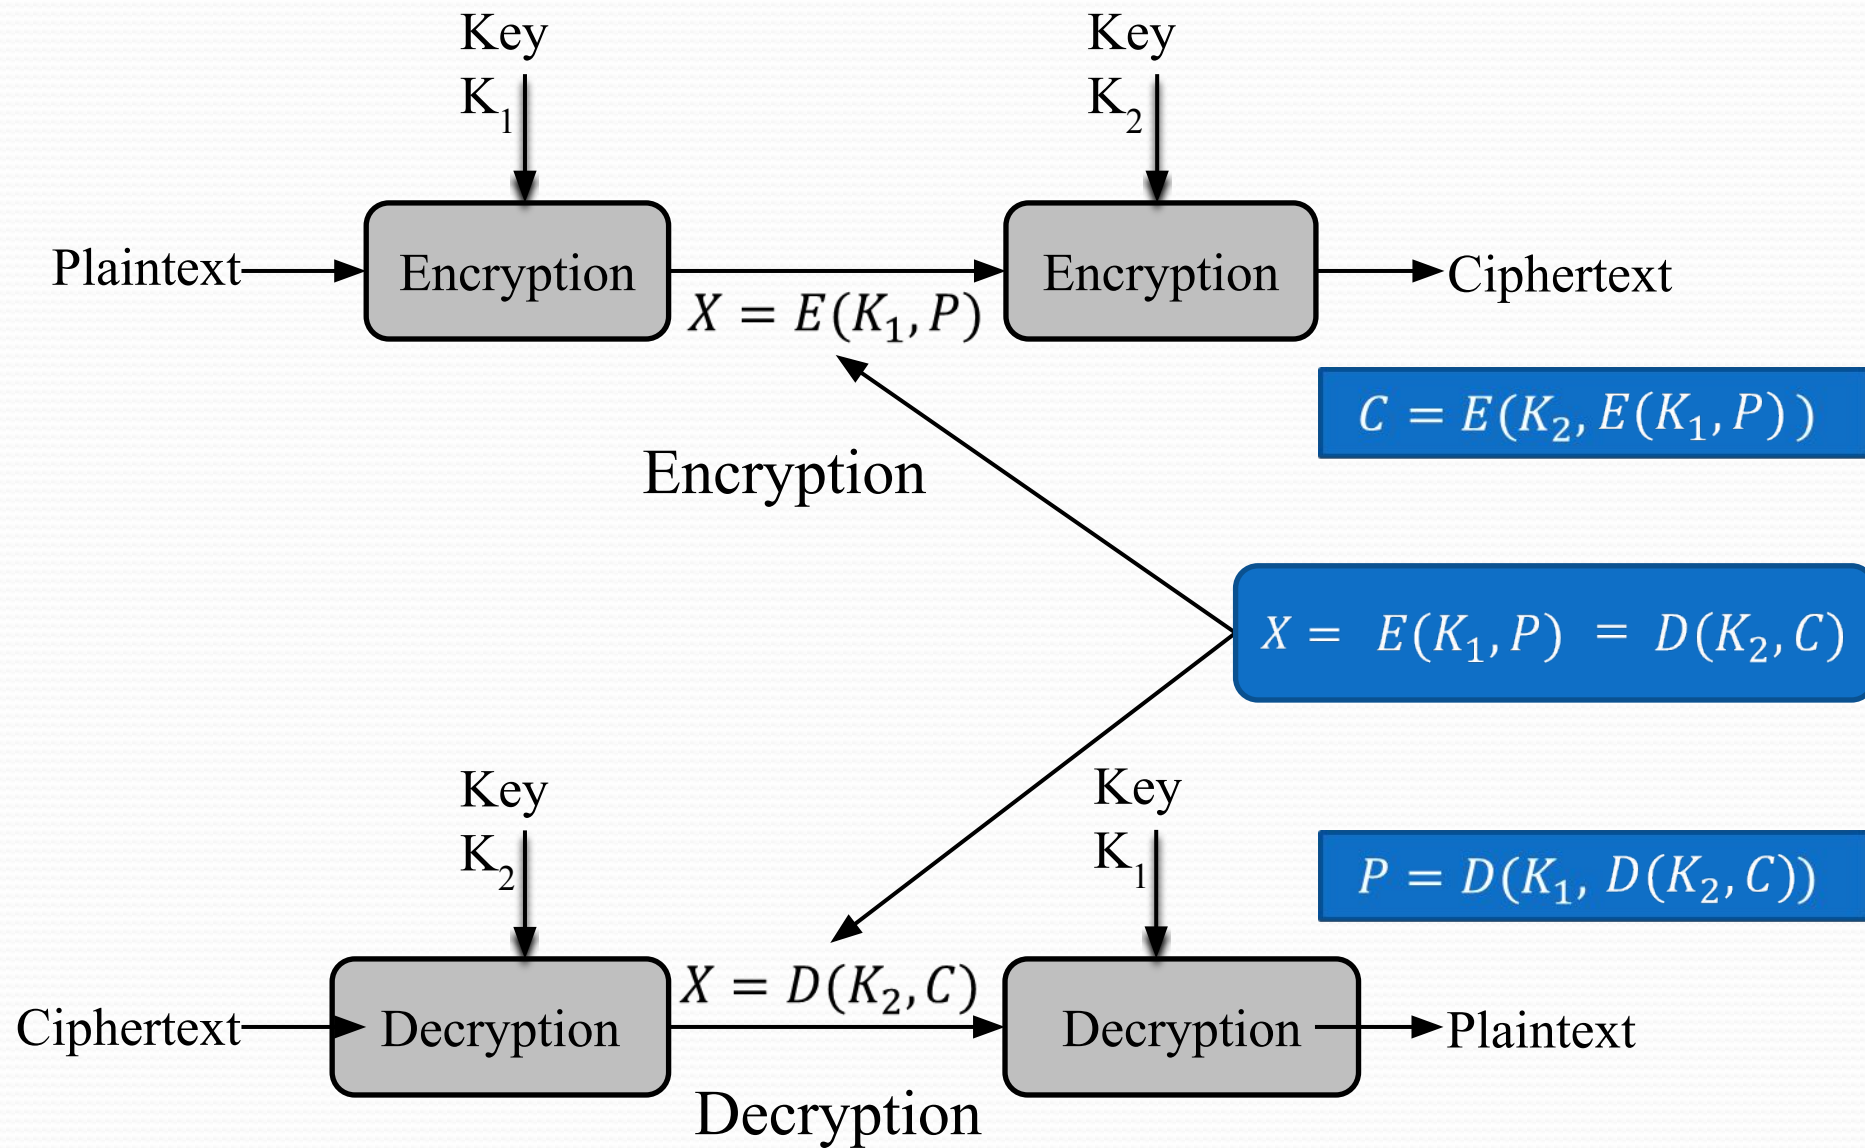 Key
K₁
Key
K₂
Plaintext
Encryption
X = E(K₁, P)
Encryption
Ciphertext
C = E(K₂, E(K₁, P))
Encryption
X = E(K₁, P) = D(K₂, C)
Key
K₂
Key
K₁
P = D(K₁, D(K₂, C))
Ciphertext
Decryption
X = D(K₂, C)
Decryption
Plaintext
Decryption